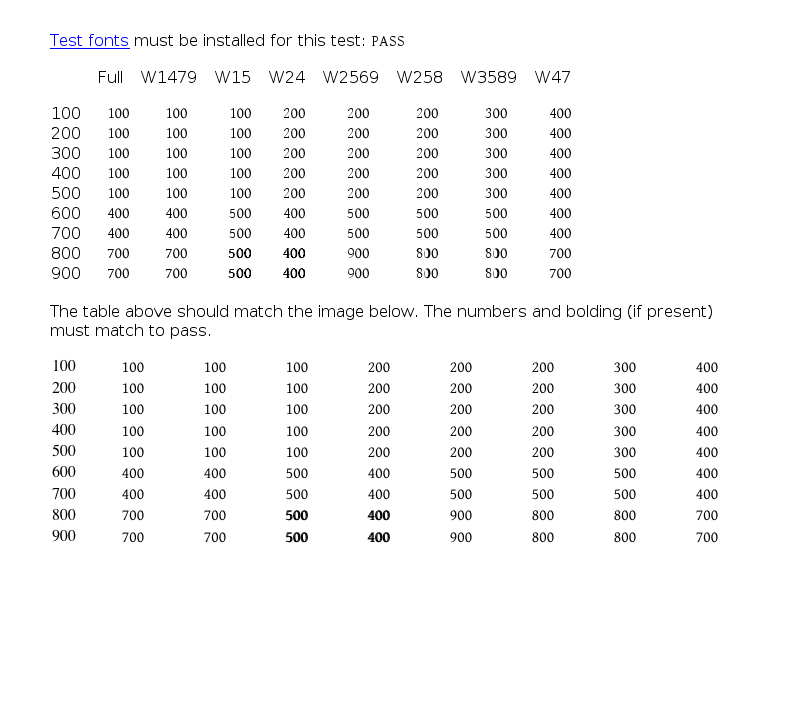 Test fonts must be installed for this test: PASS
Full W1479 W15 W24 W2569 W258 W3589 W47
100 100 100 100 200 200 200 300 400
200 100 100 100 200 200 200 300 400
300 100 100 100 200 200 200 300 400
400 100 100 100 200 200 200 300 400
500 100 100 100 200 200 200 300 400
600 400 400 500 400 500 500 500 400
700 400 400 500 400 500 500 500 400
800 700 700 500 400 900 800 800 700
900 700 700 500 400 900 800 800 700
The table above should match the image below. The numbers and bolding (if present)
must match to pass.
100 100 100 100 200 200 200 300 400
200 100 100 100 200 200 200 300 400
300 100 100 100 200 200 200 300 400
400 100 100 100 200 200 200 300 400
500 100 100 100 200 200 200 300 400
600 400 400 500 400 500 500 500 400
700 400 400 500 400 500 500 500 400
800 700 700 500 400 900 800 800 700
900 700 700 500 400 900 800 800 700